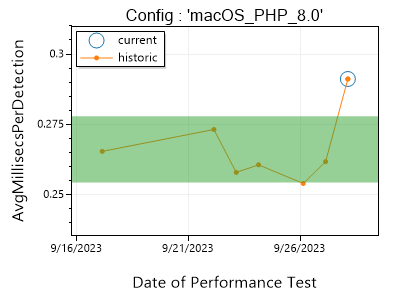 Config : 'macOS_PHP_8.0'
current
historic
AvgMillisecsPerDetection
0.3
0.275
0.25
9/16/2023
9/21/2023
9/26/2023
Date of Performance Test